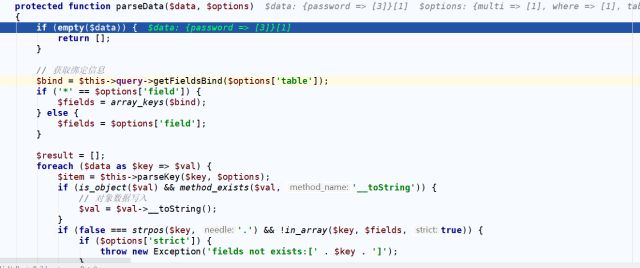 protected function parseData($data, $options)  $data: {password => [3]}[1]  $options: {multi => [1], where => [1], tab
{
if (empty($data)) {  $data: {password => [3]}[1]
return [];
}
// 获取绑定信息
$bind = $this->query->getFieldsBind($options['table']);
if ('*' == $options['field']) {
$fields = array_keys($bind);
} else {
$fields = $options['field'];
}
$result = [];
foreach ($data as $key => $val) {
$item = $this->parseKey($key, $options);
if (is_object($val) && method_exists($val, method_name: '__toString')) {
// 对象数据写入
$val = $val->__toString();
}
if (false === strpos($key, needle: '.') && !in_array($key, $fields, strict: true)) {
if ($options['strict']) {
throw new Exception('fields not exists:[' . $key . ']');
}